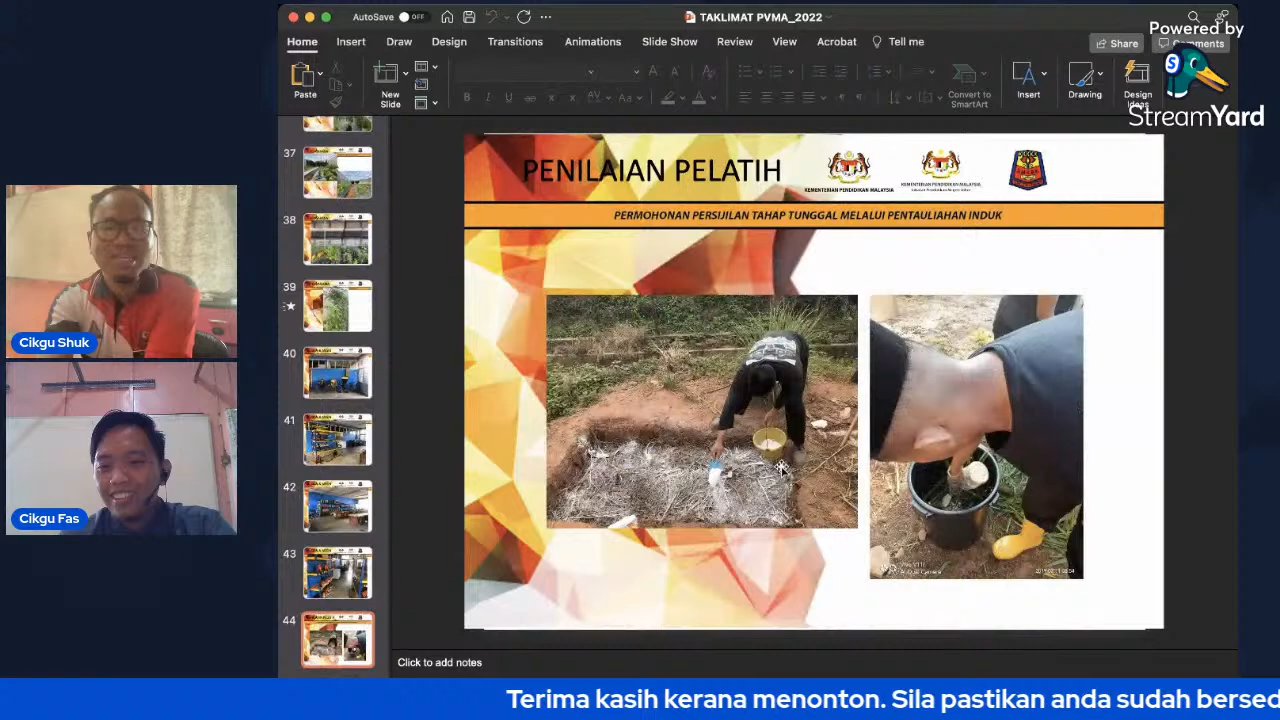 AutoSave OFF
TAKLIMAT PVMA_2022
Powered by
StreamYard
Home Insert Draw Design Transitions Animations Slide Show Review View Acrobat Tell me
Share Comments
Paste
New Slide
Convert to SmartArt
Insert
Drawing
Design Ideas
37
38
39
40
41
42
43
44
PENILAIAN PELATIH
KEMENTERIAN PENDIDIKAN MALAYSIA
KEMENTERIAN PENDIDIKAN MALAYSIA
PERMOHONAN PERSIJILAN TAHAP TUNGGAL MELALUI PENTAULIAHAN INDUK
Cikgu Shuk
Cikgu Fas
Click to add notes
Terima kasih kerana menonton. Sila pastikan anda sudah bersed